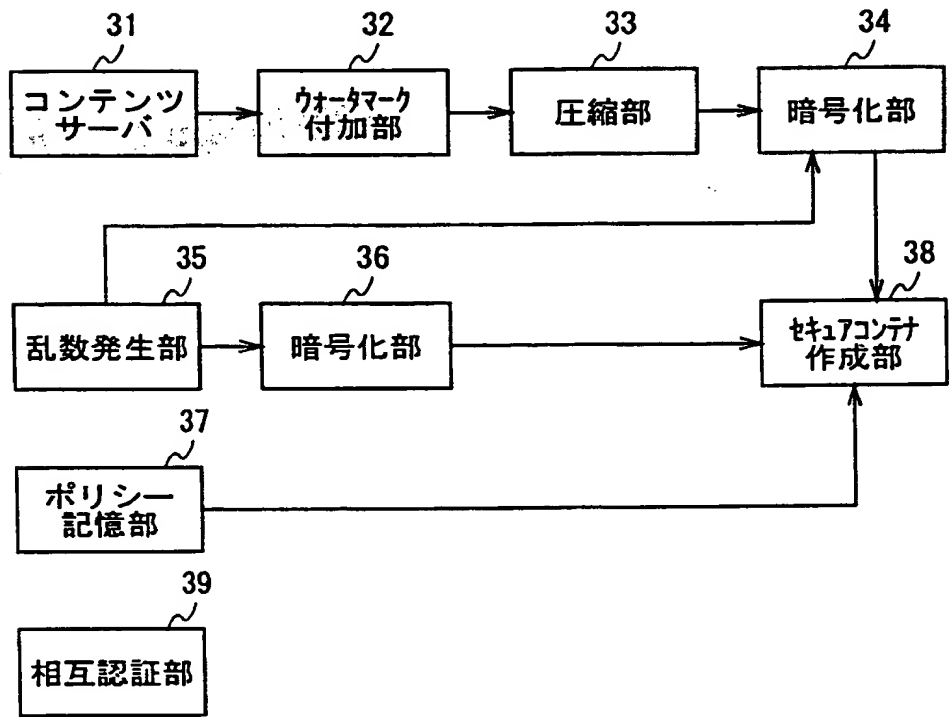 31
コンテンツ
サーバ
32
ウォータマーク
付加部
33
圧縮部
34
暗号化部
35
乱数発生部
36
暗号化部
38
セキュアコンテナ
作成部
37
ポリシー
記憶部
39
相互認証部